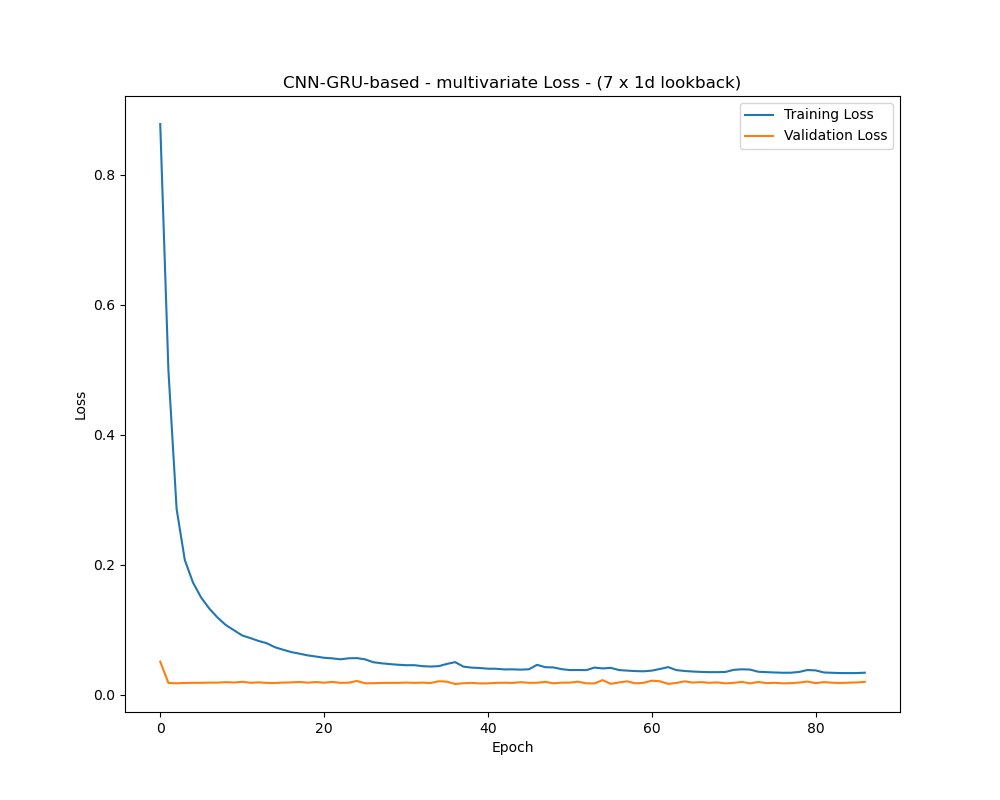 CNN-GRU-based - multivariate Loss - (7 x 1d lookback)
Training Loss
Validation Loss
Loss
0.8
0.6
0.4
0.2
0.0
0 20 40 60 80
Epoch